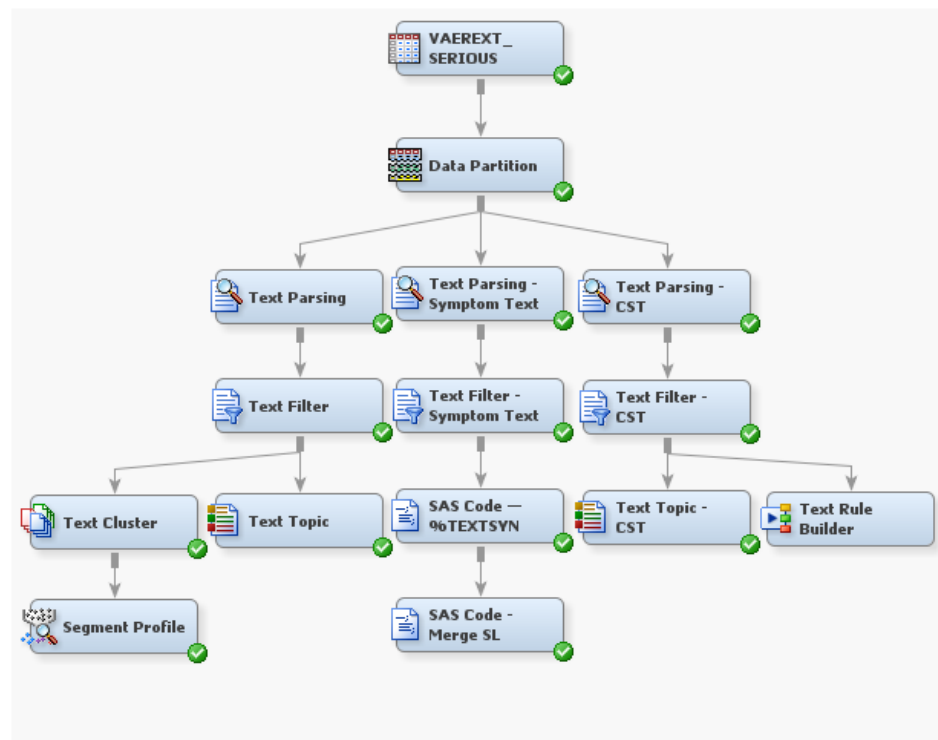 VAEREXT_
SERIOUS
Data Partition
Text Parsing
Text Parsing -
Symptom Text
Text Parsing -
CST
Text Filter
Text Filter -
Symptom Text
Text Filter -
CST
Text Cluster
Text Topic
SAS Code —
%TEXTSYN
Text Topic -
CST
Text Rule
Builder
Segment Profile
SAS Code -
Merge SL